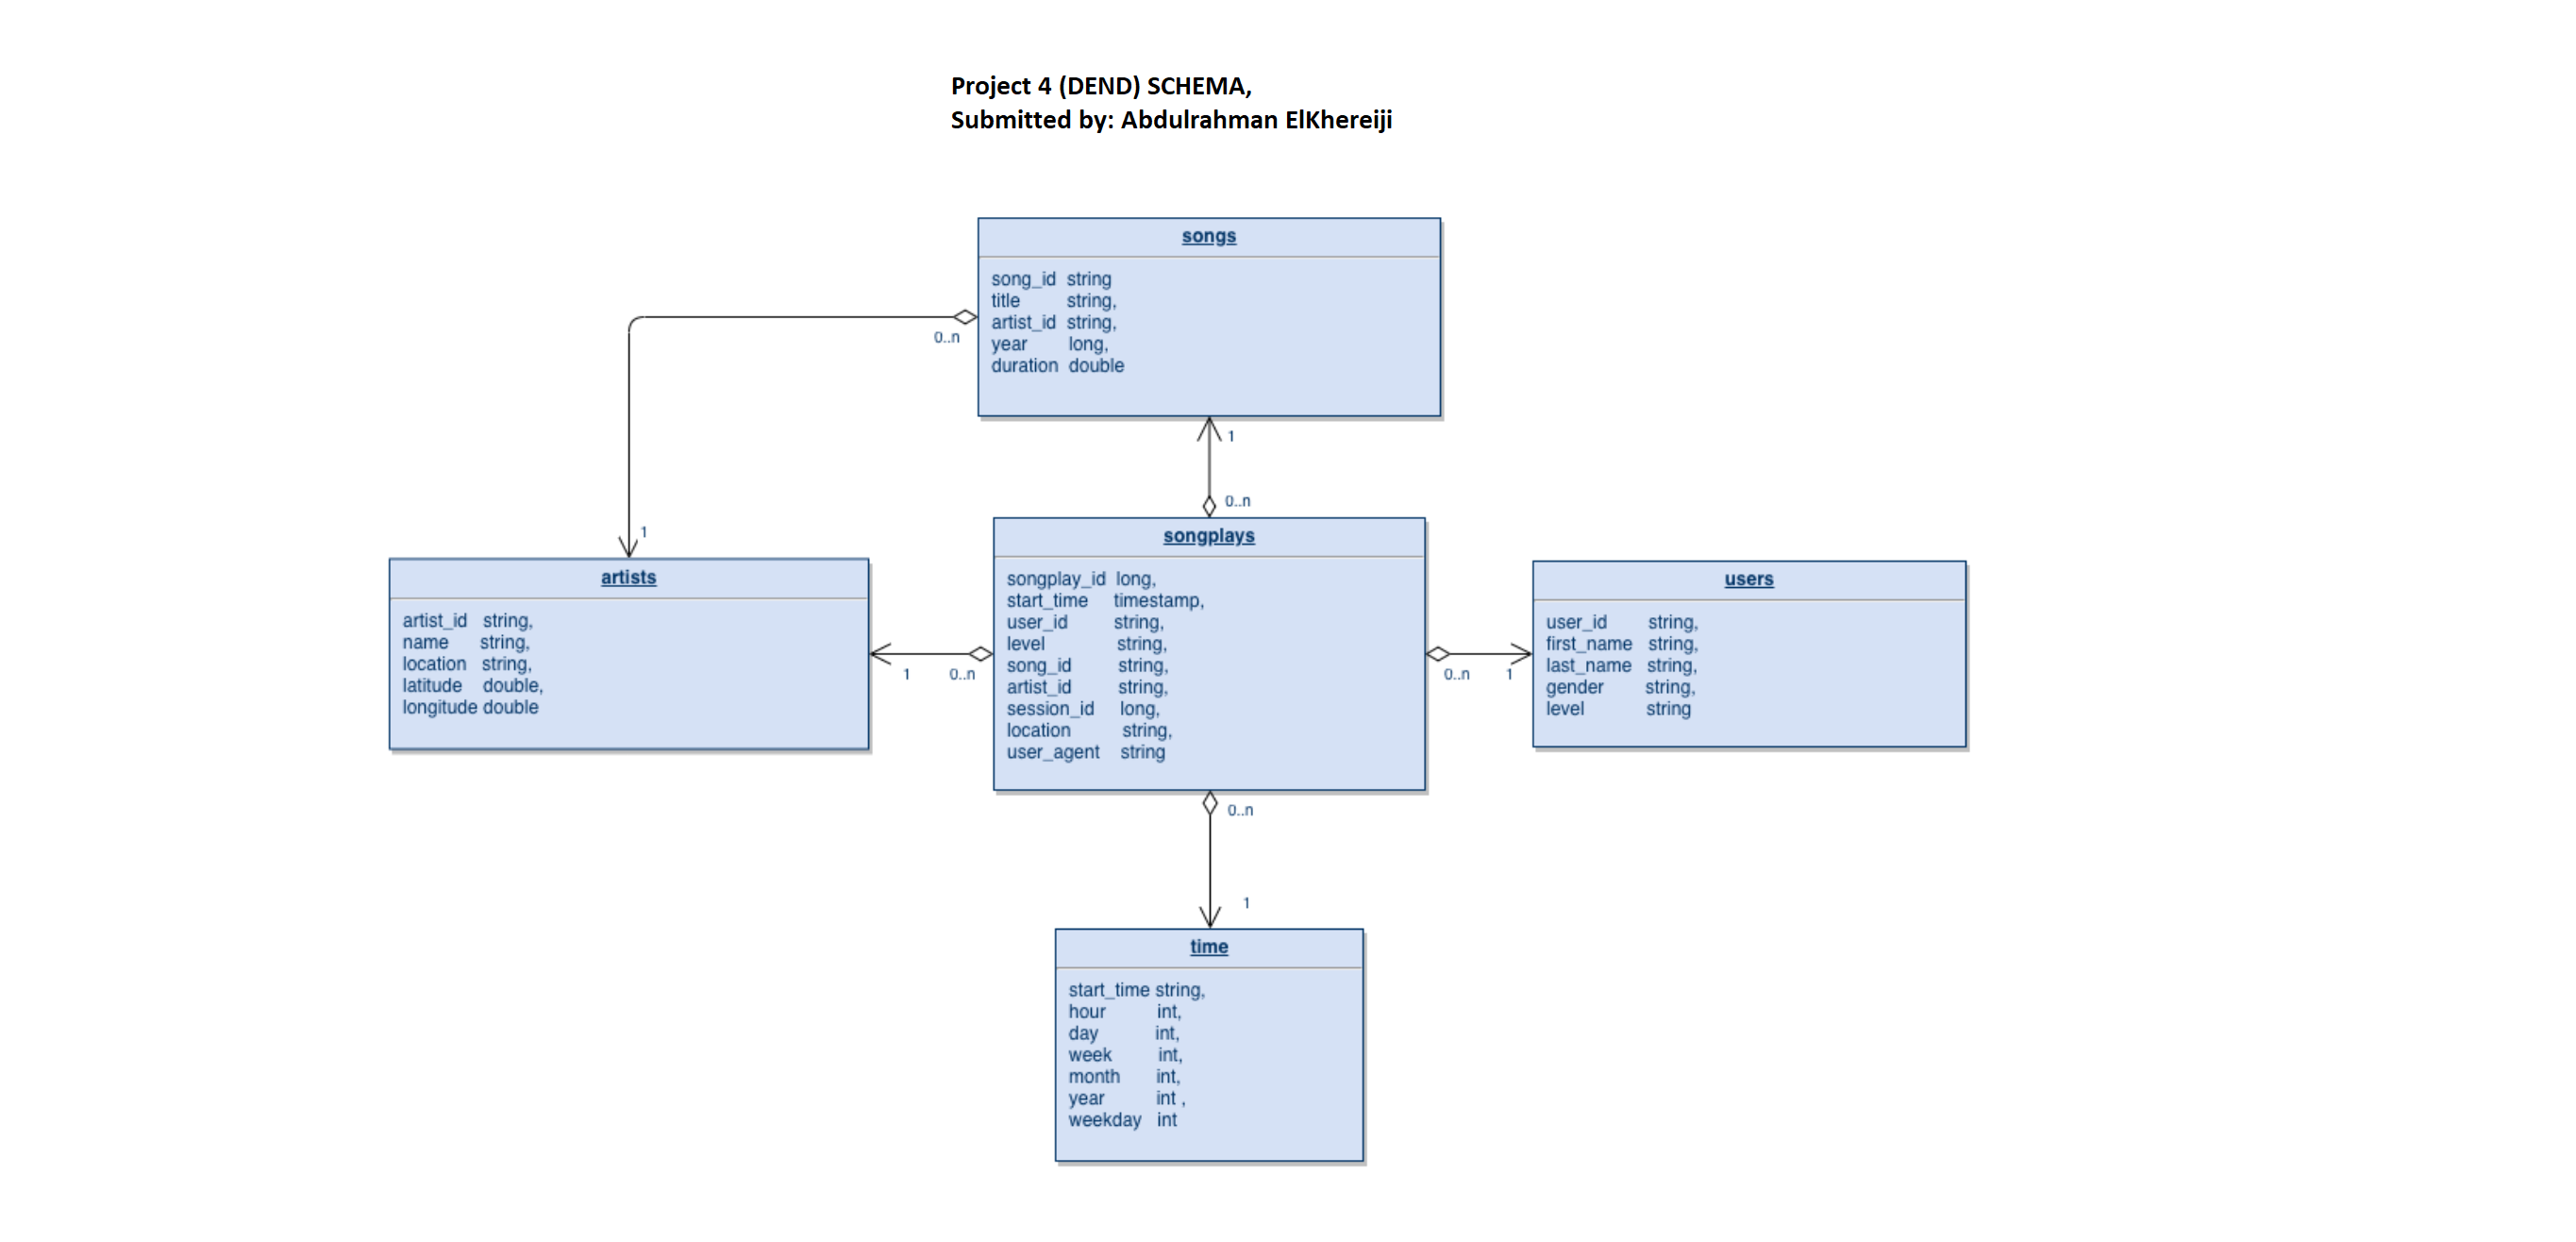 Project 4 (DEND) SCHEMA,
Submitted by: Abdulrahman ElKhereiji
songs
song_id string
title string,
artist_id string,
year long,
duration double
0..n
1
0..n
1
songplays
songplay_id long,
start_time timestamp,
user_id string,
level string,
song_id string,
artist_id string,
session_id long,
location string,
user_agent string
artists
artist_id string,
name string,
location string,
latitude double,
longitude double
1 0..n
users
user_id string,
first_name string,
last_name string,
gender string,
level string
0..n 1
0..n
1
time
start_time string,
hour int,
day int,
week int,
month int,
year int ,
weekday int